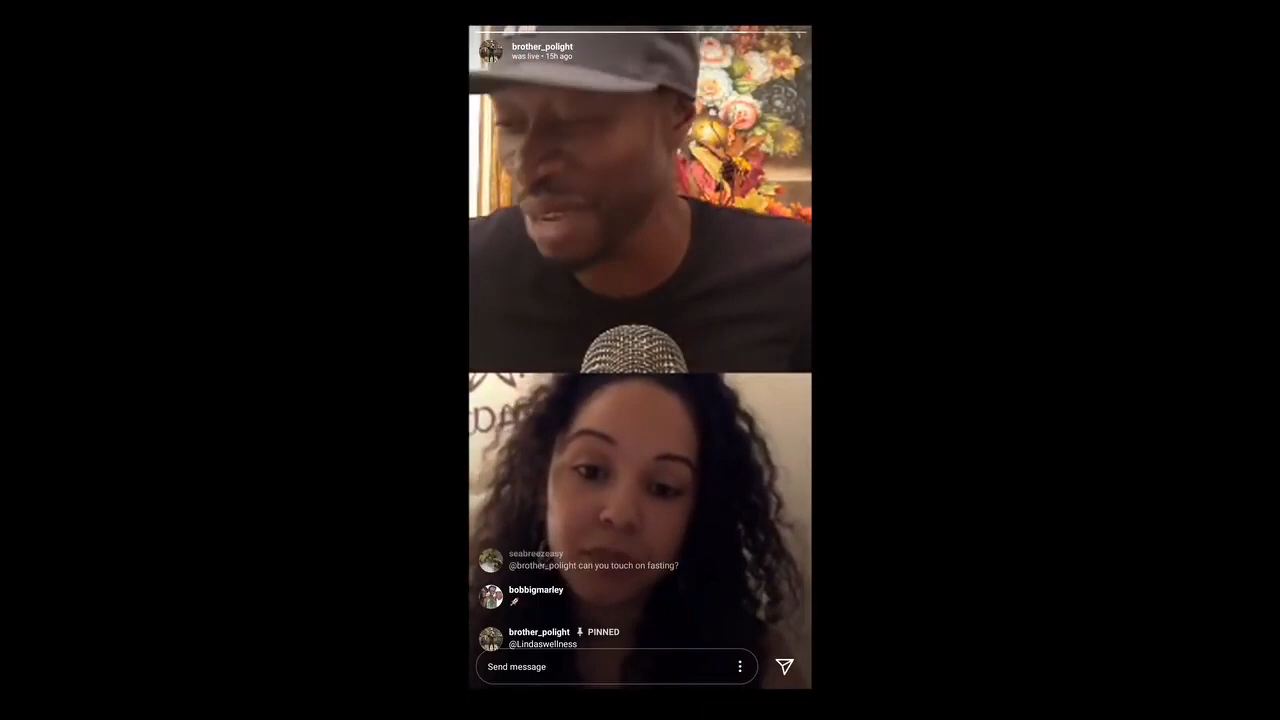 brother_polight
was live • 15h ago
seabreezeasy
@brother_polight can you touch on fasting?
bobbigmarley
🚀
brother_polight PINNED
@Lindaswellness
Send message